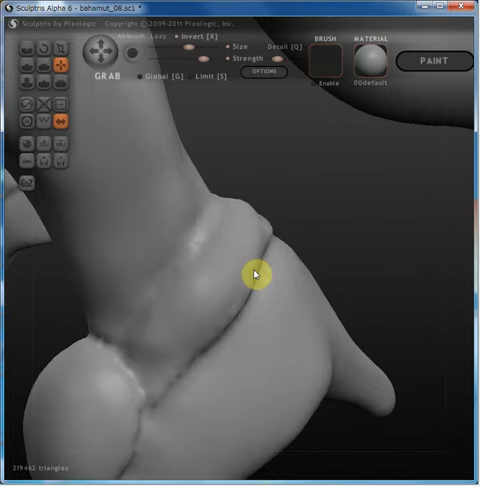 Sculptris Alpha 6 - bahamut_08.sc1 *
Sculptris by Pixologic Copyright ©2009-2011 Pixologic, Inc.
Airbrush Lazy Invert [X]
Size Detail [Q]
Strength
GRAB
Global [G] Limit [S]
OPTIONS
BRUSH
Enable
MATERIAL
00default
PAINT
GoZ
219462 triangles